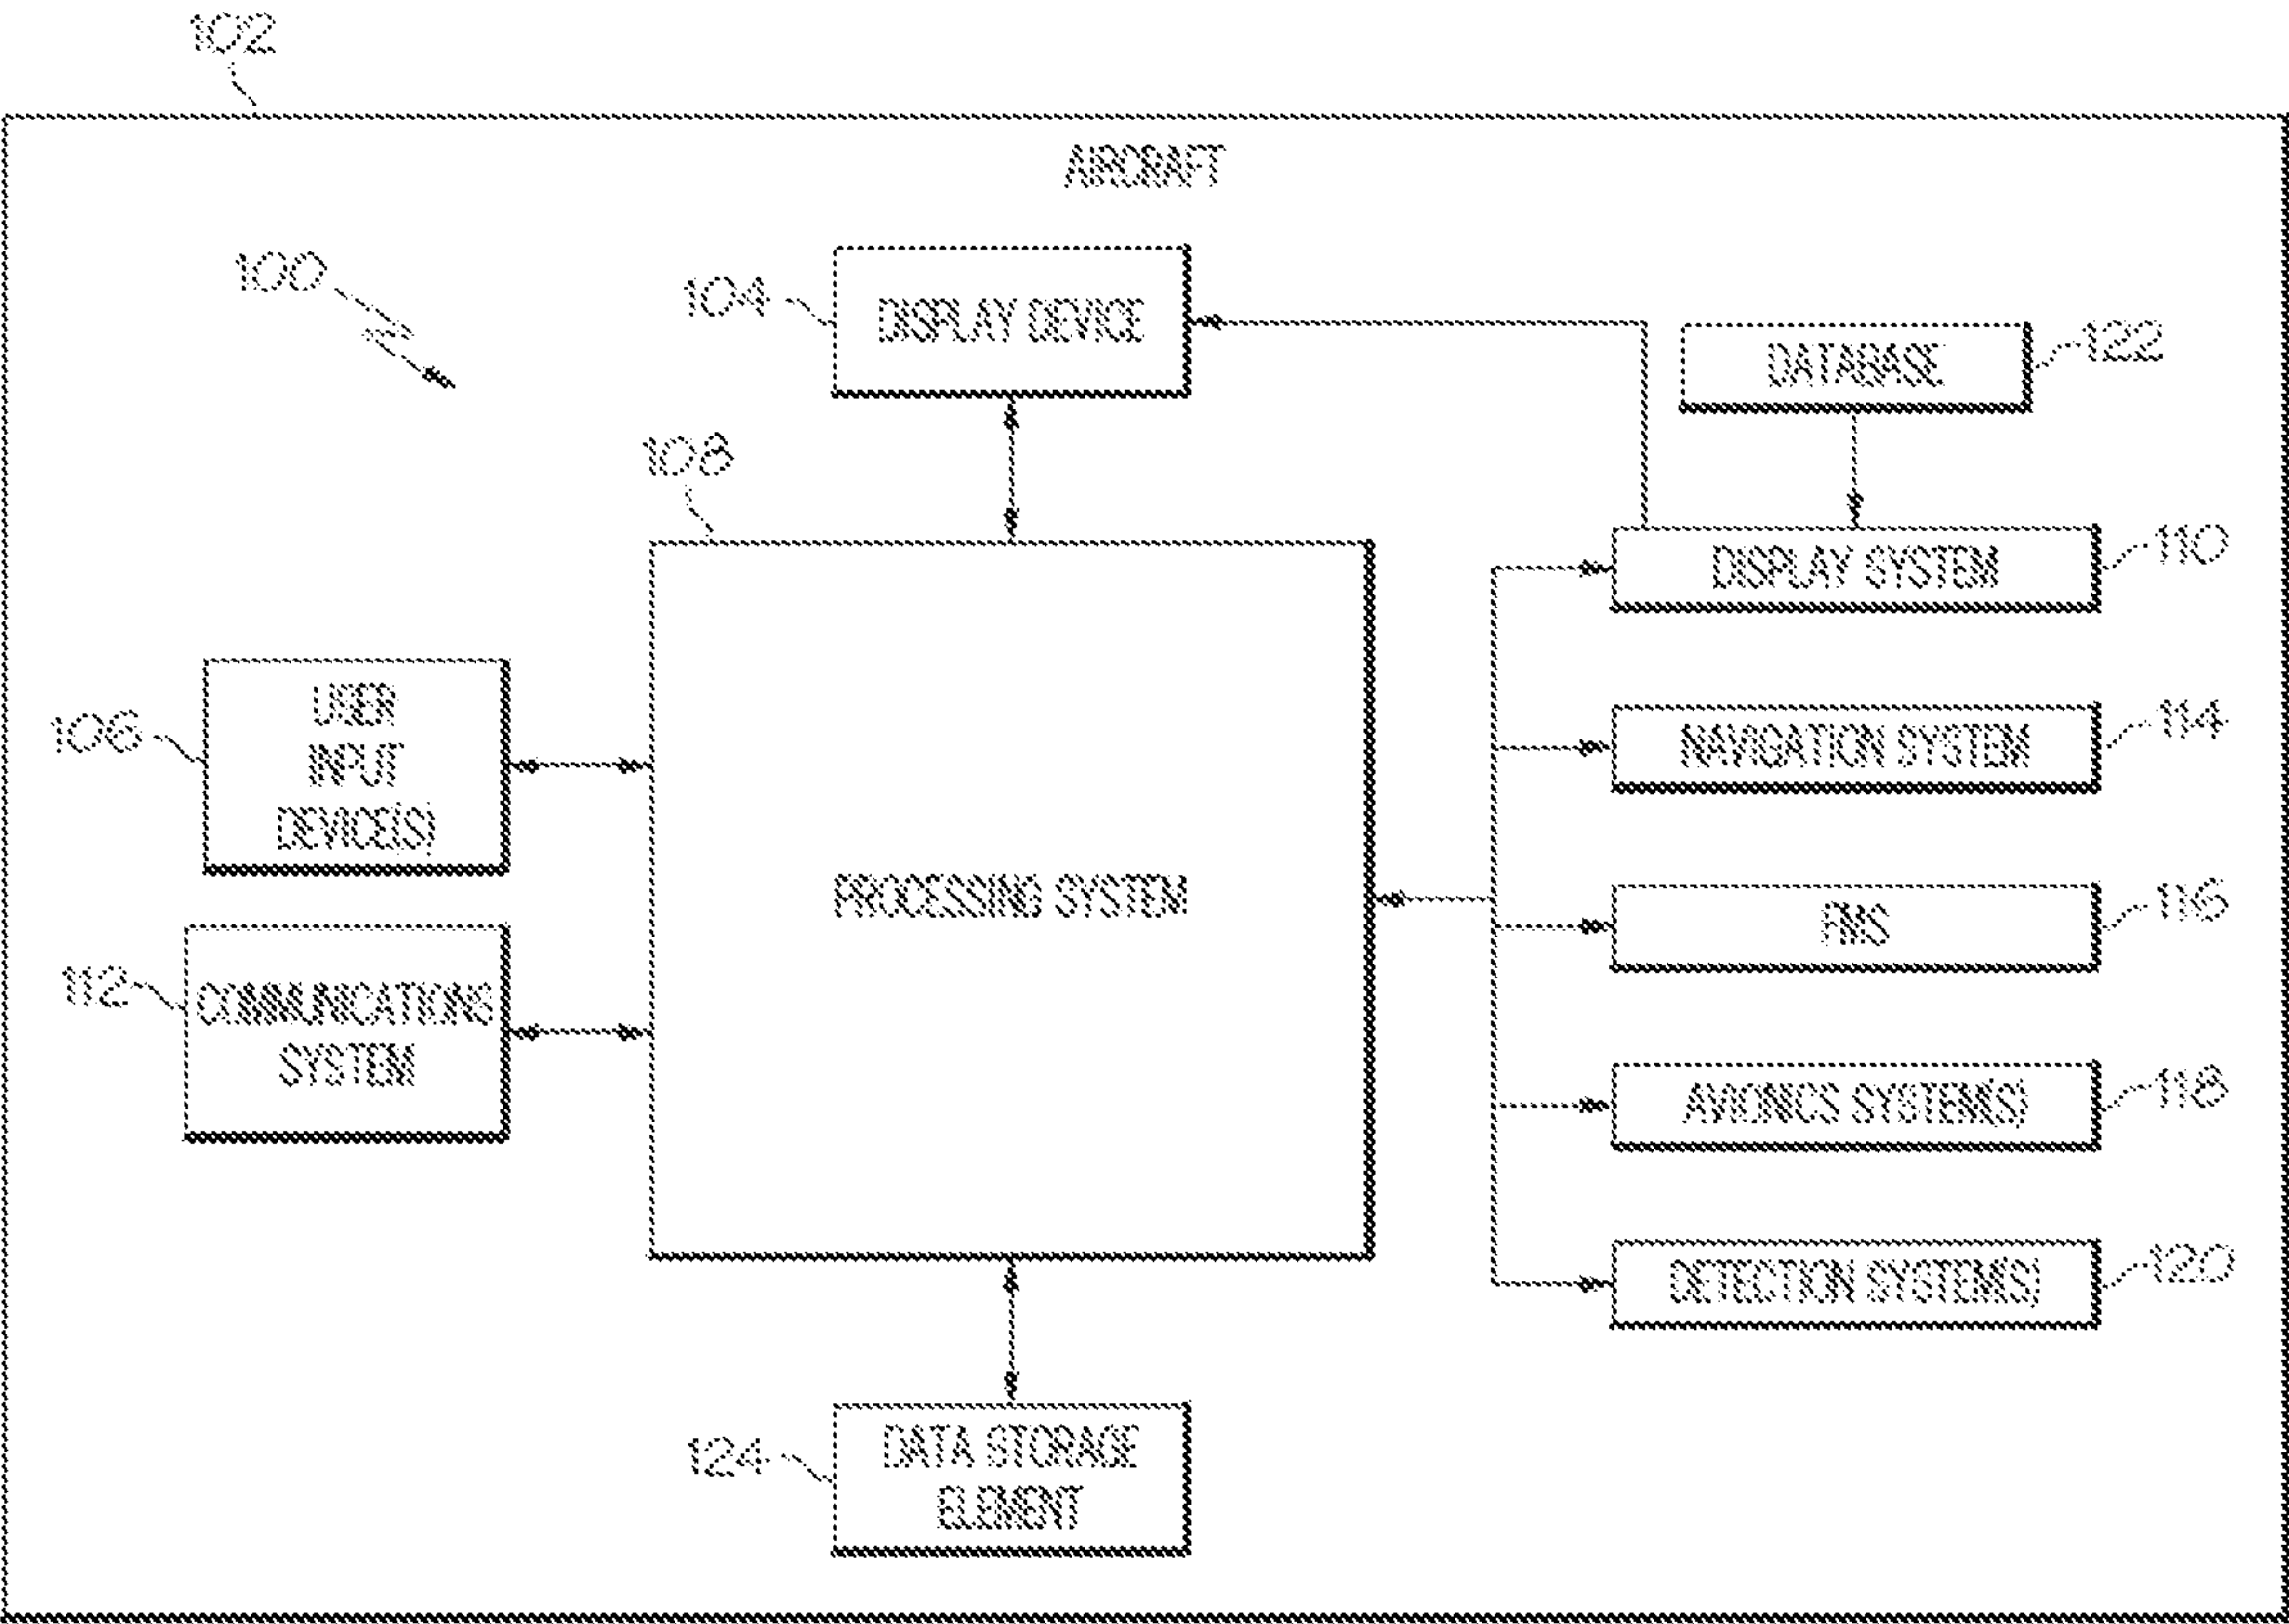 102
AIRCRAFT
100
104
DISPLAY DEVICE
DATABASE
122
108
DISPLAY SYSTEM
110
USER
INPUT
DEVICE(S)
106
NAVIGATION SYSTEM
114
PROCESSING SYSTEM
FMS
116
112
COMMUNICATIONS
SYSTEM
AVIONICS SYSTEM(S)
118
DETECTION SYSTEM(S)
120
124
DATA STORAGE
ELEMENT